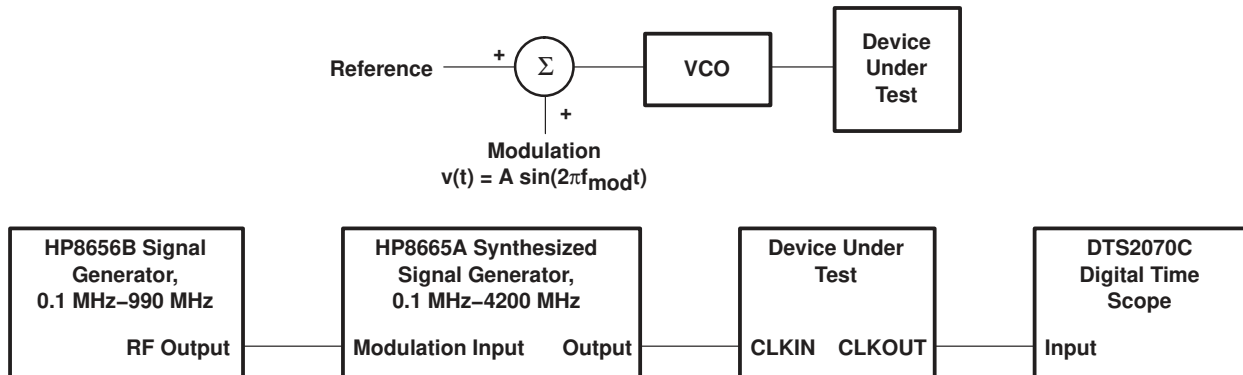 Reference
+
Σ
+
VCO
Device
Under
Test
Modulation
v(t) = A sin(2πfmodt)
HP8656B Signal
Generator,
0.1 MHz–990 MHz
RF Output
HP8665A Synthesized
Signal Generator,
0.1 MHz–4200 MHz
Modulation Input Output
Device Under
Test
CLKIN CLKOUT
DTS2070C
Digital Time
Scope
Input